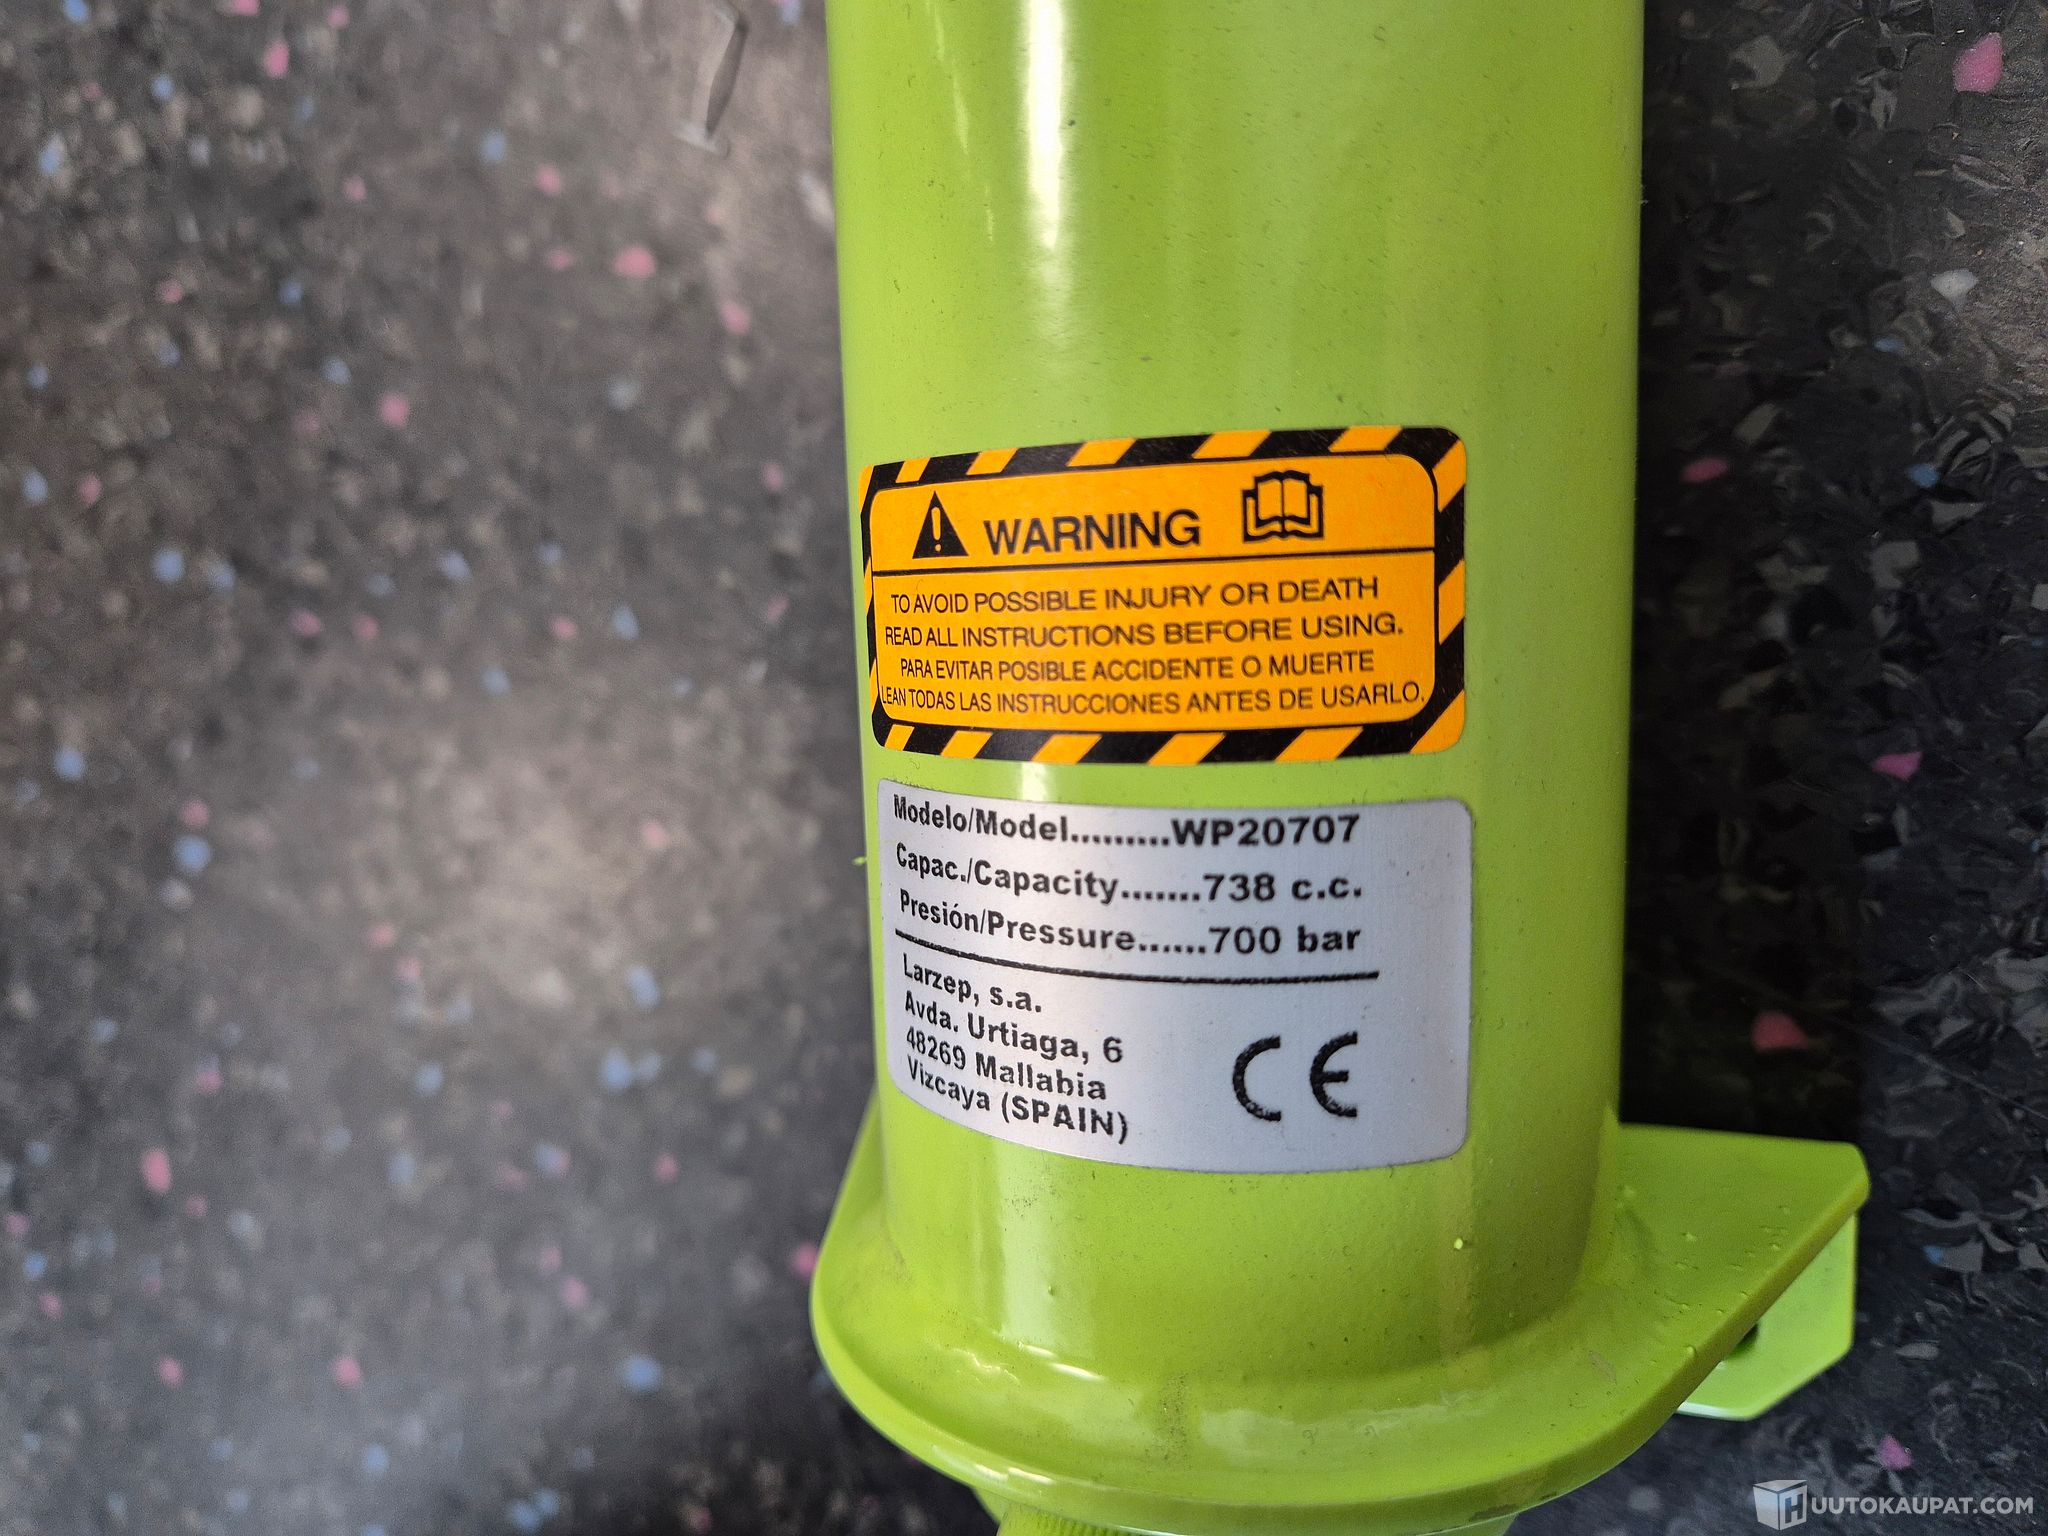 WARNING
TO AVOID POSSIBLE INJURY OR DEATH
READ ALL INSTRUCTIONS BEFORE USING.
PARA EVITAR POSIBLE ACCIDENTE O MUERTE
LEAN TODAS LAS INSTRUCCIONES ANTES DE USARLO.
Modelo/Model.........WP20707
Capac./Capacity.......738 c.c.
Presión/Pressure......700 bar
Larzep, s.a.
Avda. Urtiaga, 6
48269 Mallabia
Vizcaya (SPAIN)
CE
HUUTOKAUPAT.COM